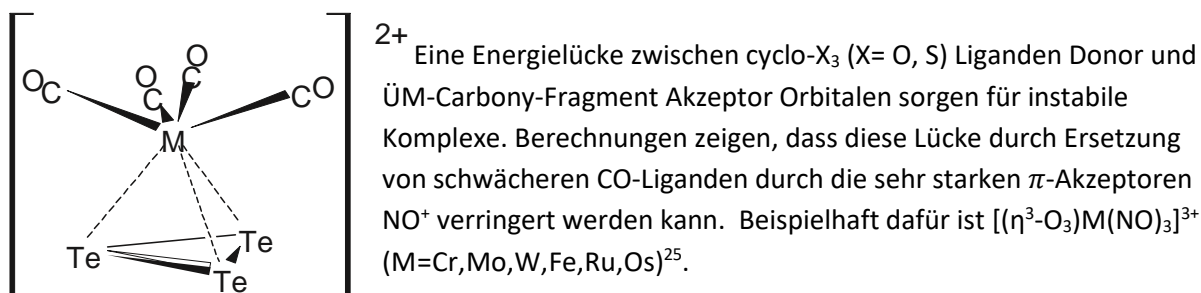 2+
OC
OC
OC
CO
M
Te
Te
Te
Eine Energielücke zwischen cyclo-X₃ (X= O, S) Liganden Donor und
ÜM-Carbony-Fragment Akzeptor Orbitalen sorgen für instabile
Komplexe. Berechnungen zeigen, dass diese Lücke durch Ersetzung
von schwächeren CO-Liganden durch die sehr starken 𝜋-Akzeptoren
NO⁺ verringert werden kann. Beispielhaft dafür ist [(η³-O₃)M(NO)₃]³⁺
(M=Cr,Mo,W,Fe,Ru,Os)²⁵.